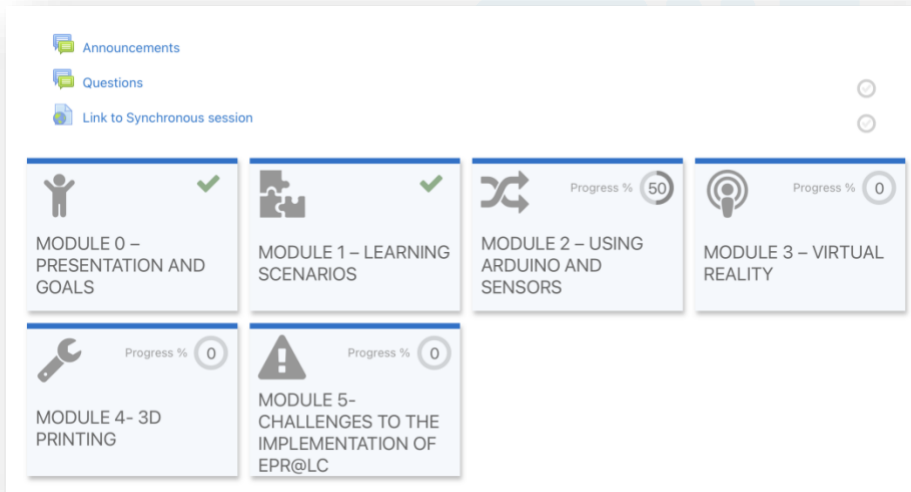 Announcements
Questions
Link to Synchronous session
MODULE 0 –
PRESENTATION AND
GOALS
MODULE 1 – LEARNING
SCENARIOS
Progress % 50
MODULE 2 – USING
ARDUINO AND
SENSORS
Progress % 0
MODULE 3 – VIRTUAL
REALITY
Progress % 0
MODULE 4- 3D
PRINTING
Progress % 0
MODULE 5-
CHALLENGES TO THE
IMPLEMENTATION OF
EPR@LC